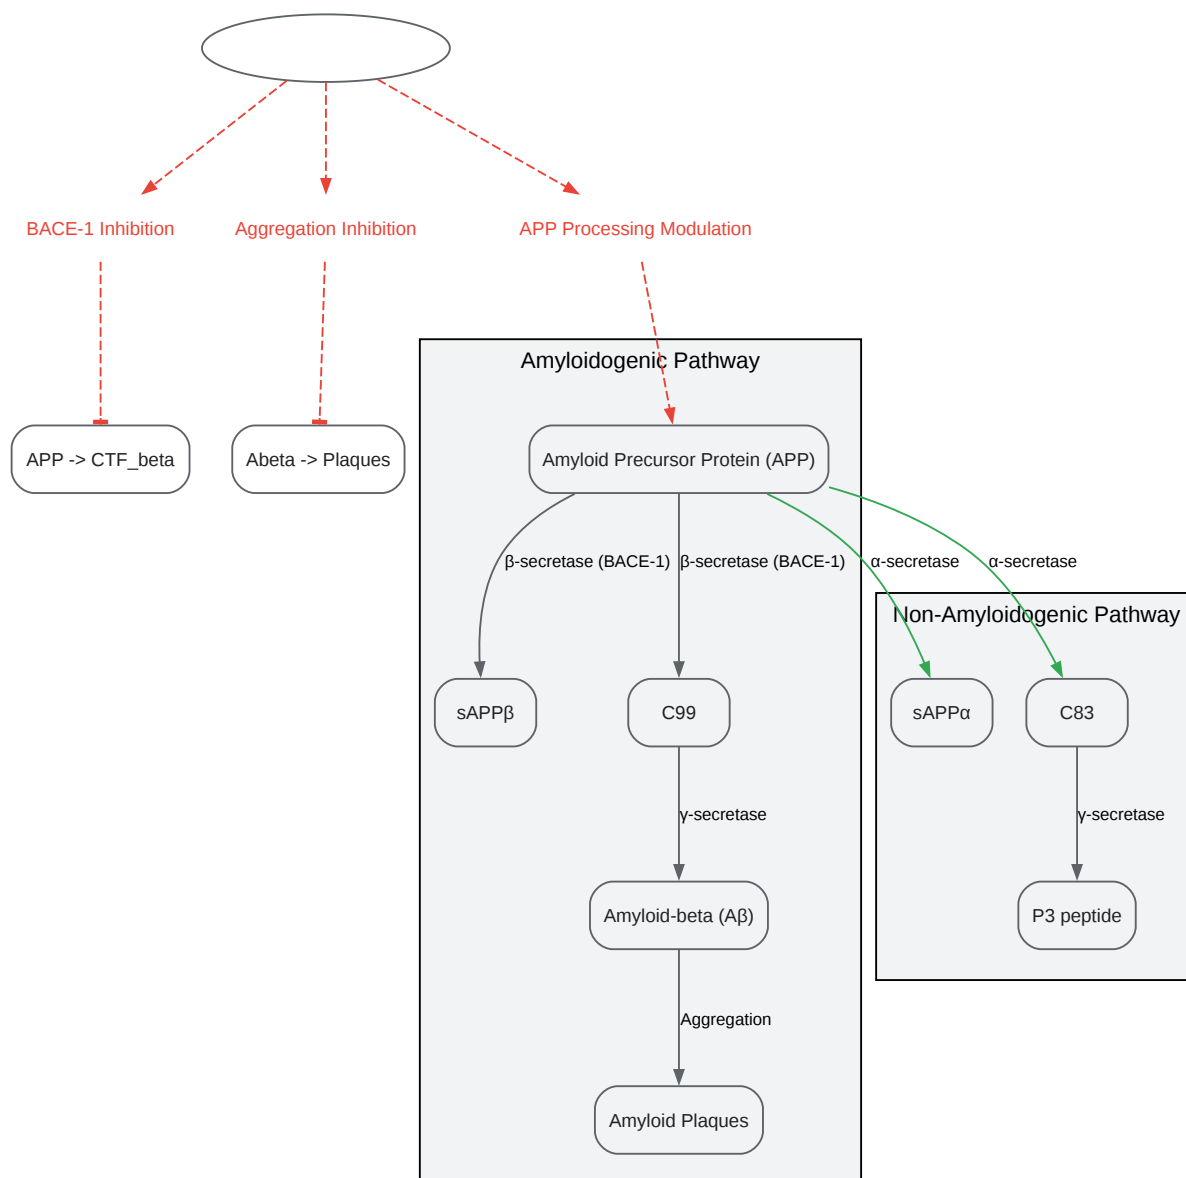 BACE-1 Inhibition
Aggregation Inhibition
APP Processing Modulation
Amyloidogenic Pathway
APP -> CTF_beta
Abeta -> Plaques
Amyloid Precursor Protein (APP)
β-secretase (BACE-1)
β-secretase (BACE-1)
α-secretase
α-secretase
Non-Amyloidogenic Pathway
sAPPβ
C99
sAPPα
C83
γ-secretase
γ-secretase
Amyloid-beta (Aβ)
P3 peptide
Aggregation
Amyloid Plaques